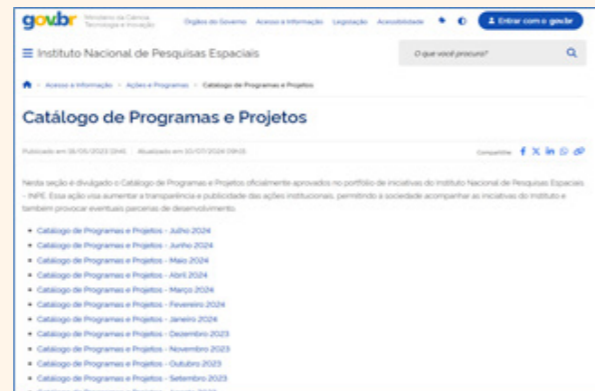 gov.br Ministério da Ciência, Tecnologia e Inovação Órgãos do Governo Acesso à Informação Legislação Acessibilidade Entrar com o gov.br
Instituto Nacional de Pesquisas Espaciais O que você procura?
> Acesso à Informação > Ações e Programas > Catálogo de Programas e Projetos
Catálogo de Programas e Projetos
Publicado em Atualizado em 10/07/2024 Compartilhe:
Nesta seção é divulgado o Catálogo de Programas e Projetos oficialmente aprovados no portfólio de iniciativas do Instituto Nacional de Pesquisas Espaciais
- INPE. Essa ação visa aumentar a transparência e publicidade das ações institucionais, permitindo à sociedade acompanhar as iniciativas do instituto e
também provocar eventuais parcerias de desenvolvimento.
Catálogo de Programas e Projetos - Julho 2024
Catálogo de Programas e Projetos - Junho 2024
Catálogo de Programas e Projetos - Maio 2024
Catálogo de Programas e Projetos - Abril 2024
Catálogo de Programas e Projetos - Março 2024
Catálogo de Programas e Projetos - Fevereiro 2024
Catálogo de Programas e Projetos - Janeiro 2024
Catálogo de Programas e Projetos - Dezembro 2023
Catálogo de Programas e Projetos - Novembro 2023
Catálogo de Programas e Projetos - Outubro 2023
Catálogo de Programas e Projetos - Setembro 2023